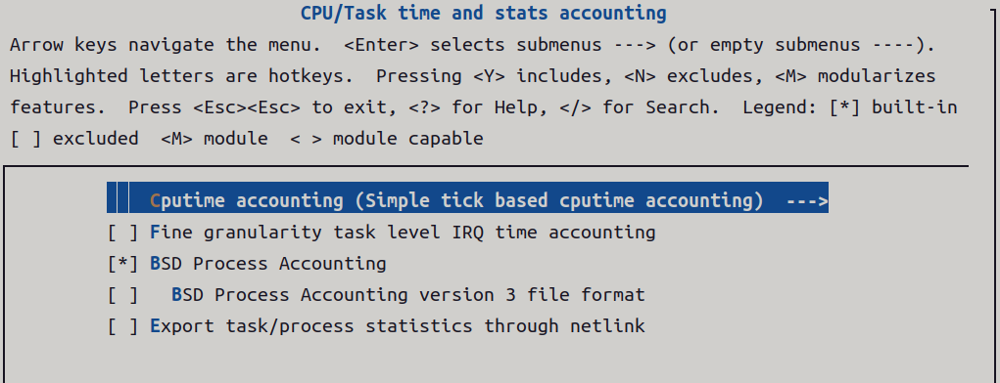 CPU/Task time and stats accounting
Arrow keys navigate the menu.  <Enter> selects submenus ---> (or empty submenus ----).
Highlighted letters are hotkeys.  Pressing <Y> includes, <N> excludes, <M> modularizes
features.  Press <Esc><Esc> to exit, <?> for Help, </> for Search.  Legend: [*] built-in
[ ] excluded  <M> module  < > module capable
Cputime accounting (Simple tick based cputime accounting)  --->
[ ] Fine granularity task level IRQ time accounting
[*] BSD Process Accounting
[ ]   BSD Process Accounting version 3 file format
[ ] Export task/process statistics through netlink